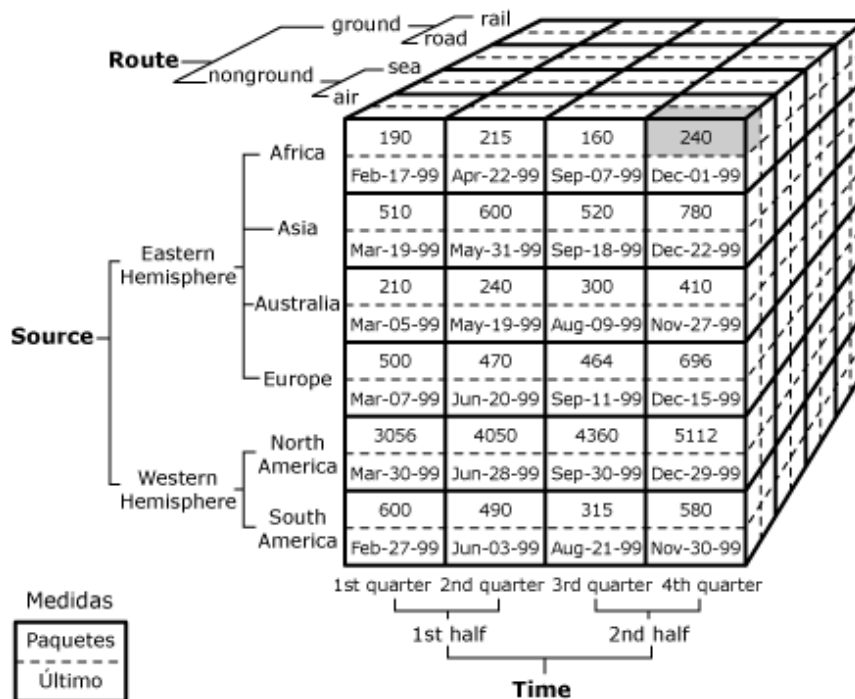 ground
rail
road
Route
nonground
sea
air
190 215 160 240
Africa
Feb-17-99 Apr-22-99 Sep-07-99 Dec-01-99
510 600 520 780
Asia
Mar-19-99 May-31-99 Sep-18-99 Dec-22-99
Eastern
Hemisphere
210 240 300 410
Australia
Mar-05-99 May-19-99 Aug-09-99 Nov-27-99
Source
500 470 464 696
Europe
Mar-07-99 Jun-20-99 Sep-11-99 Dec-15-99
North
America
3056 4050 4360 5112
Mar-30-99 Jun-28-99 Sep-30-99 Dec-29-99
Western
Hemisphere
South
America
600 490 315 580
Feb-27-99 Jun-03-99 Aug-21-99 Nov-30-99
1st quarter 2nd quarter 3rd quarter 4th quarter
Medidas
Paquetes
Último
1st half 2nd half
Time